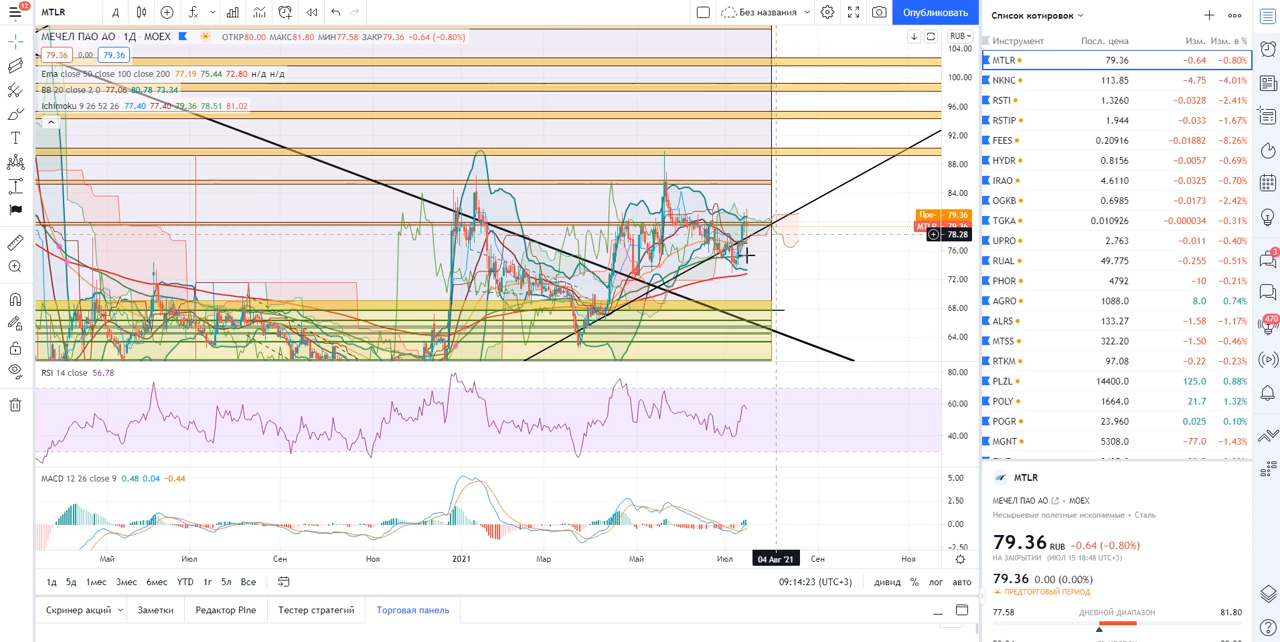 12
MTLR
Д
Без названия
Опубликовать
МЕЧЕЛ ПАО АО · 1Д · MOEX ОТКР80.00 МАКС81.80 МИН77.58 ЗАКР79.36 −0.64 (−0.80%)
79.36 0.00 79.36
Ema close 50 close 100 close 200 77.19 75.44 72.80 н/д н/д
BB 20 close 2 0 77.06 80.78 73.34
Ichimoku 9 26 52 26 77.40 77.40 79.36 78.51 81.02
RUB
104.00
100.00
96.00
92.00
88.00
84.00
Пре- 79.36
MTLR 79.36
78.28
76.00
72.00
68.00
64.00
RSI 14 close 56.78
80.00
60.00
40.00
MACD 12 26 close 9 0.48 0.04 −0.44
5.00
2.50
0.00
−2.50
Май Июл Сен Ноя 2021 Мар Май Июл 04 Авг '21 Сен Ноя
1д 5д 1мес 3мес 6мес YTD 1г 5л Все
09:14:23 (UTC+3) дивид % лог авто
Скринер акций Заметки Редактор Pine Тестер стратегий Торговая панель
Список котировок
Инструмент Посл. цена Изм. Изм. в %
MTLR 79.36 −0.64 −0.80%
NKNC 113.85 −4.75 −4.01%
RSTI 1.3260 −0.0328 −2.41%
RSTIP 1.944 −0.033 −1.67%
FEES 0.20916 −0.01882 −8.26%
HYDR 0.8156 −0.0057 −0.69%
IRAO 4.6110 −0.0325 −0.70%
OGKB 0.6985 −0.0173 −2.42%
TGKA 0.010926 −0.000034 −0.31%
UPRO 2.763 −0.011 −0.40%
RUAL 49.775 −0.255 −0.51%
PHOR 4792 −10 −0.21%
AGRO 1088.0 8.0 0.74%
ALRS 133.27 −1.58 −1.17%
MTSS 322.20 −1.50 −0.46%
RTKM 97.08 −0.22 −0.23%
PLZL 14400.0 125.0 0.88%
POLY 1664.0 21.7 1.32%
POGR 23.960 0.025 0.10%
MGNT 5308.0 −77.0 −1.43%
MTLR
МЕЧЕЛ ПАО АО · MOEX
Несырьевые полезные ископаемые · Сталь
79.36 RUB −0.64 (−0.80%)
НА ЗАКРЫТИИ (ИЮЛ 15 18:48 UTC+3)
79.36 0.00 (0.00%)
ПРЕДТОРГОВЫЙ ПЕРИОД
77.58 ДНЕВНОЙ ДИАПАЗОН 81.80
3
470